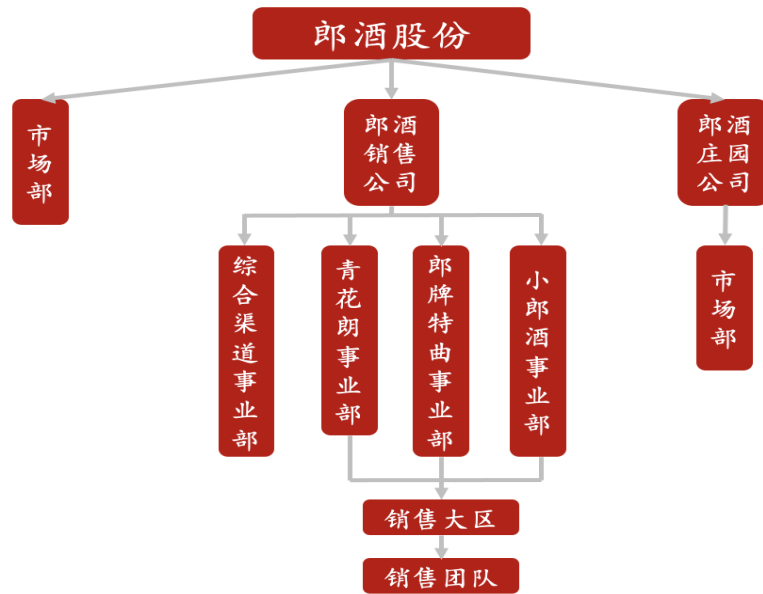 郎酒股份
市场部
郎酒
销售
公司
郎酒
庄园
公司
综合渠道事业部
青花朗事业部
郎牌特曲事业部
小郎酒事业部
市场部
销售大区
销售团队